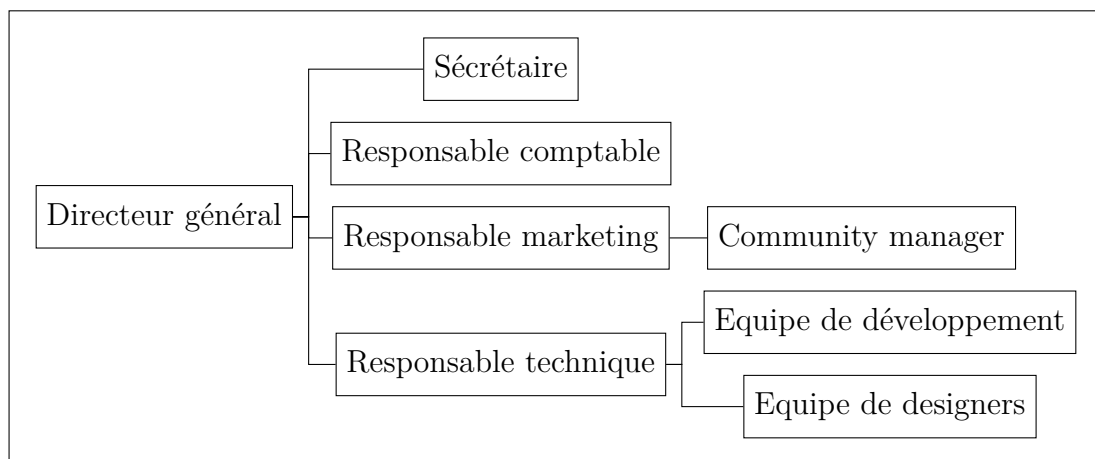 Sécrétaire
Responsable comptable
Directeur général
Responsable marketing
Community manager
Equipe de développement
Responsable technique
Equipe de designers